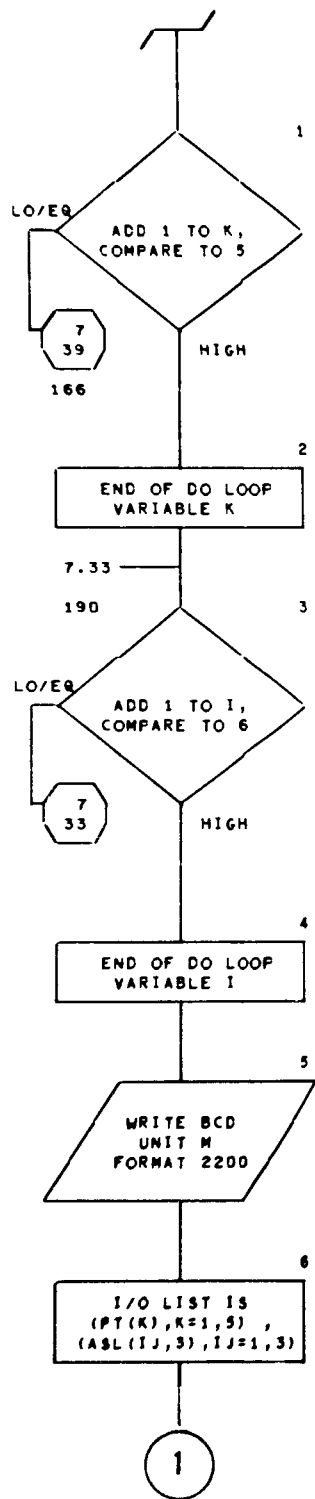 1
LO/EQ
ADD 1 TO K,
COMPARE TO 5
7
39
HIGH
166
2
END OF DO LOOP
VARIABLE K
7.33
190
3
LO/EQ
ADD 1 TO I,
COMPARE TO 6
7
33
HIGH
4
END OF DO LOOP
VARIABLE I
5
WRITE BCD
UNIT M
FORMAT 2200
6
I/O LIST IS
(PT(K),K=1,5) ,
(ASL(IJ,3),IJ=1,3)
1